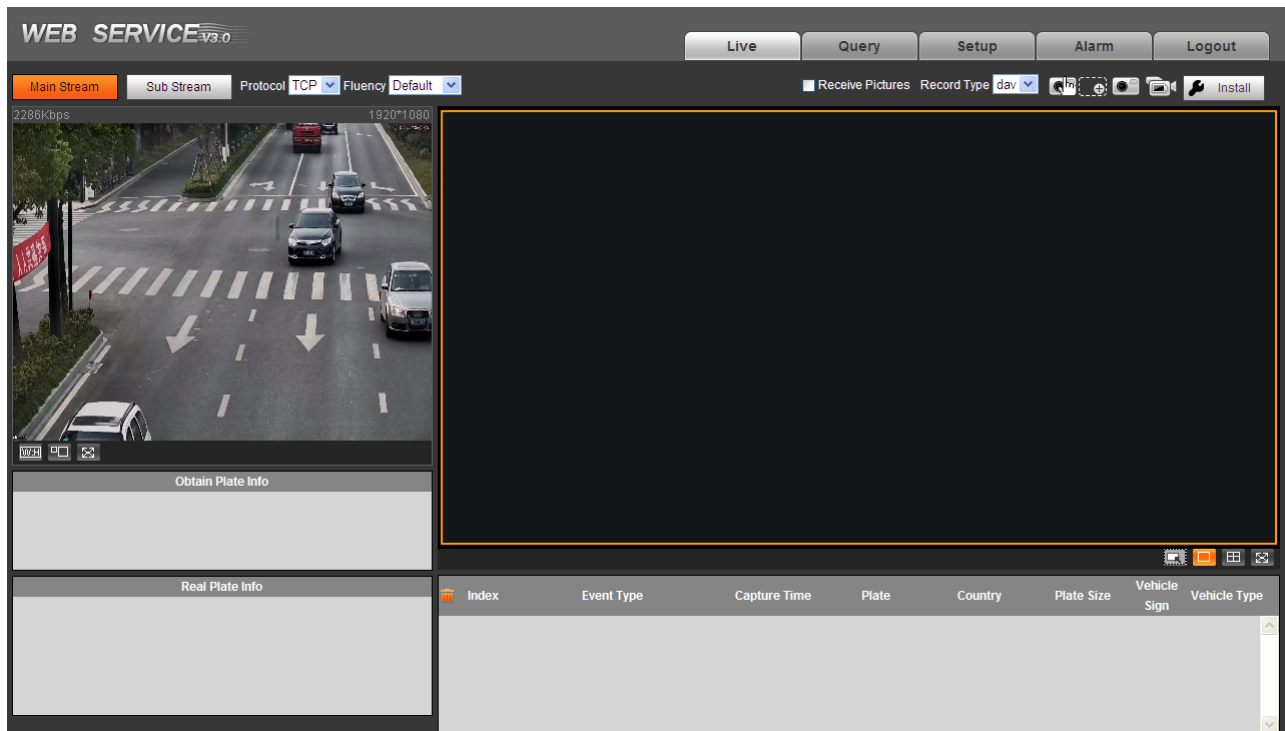 WEB SERVICE V3.0
Live Query Setup Alarm Logout
Main Stream Sub Stream Protocol TCP Fluency Default Receive Pictures Record Type dav Install
2286Kbps 1920*1080
W:H
Obtain Plate Info
Real Plate Info
Index Event Type Capture Time Plate Country Plate Size Vehicle Sign Vehicle Type